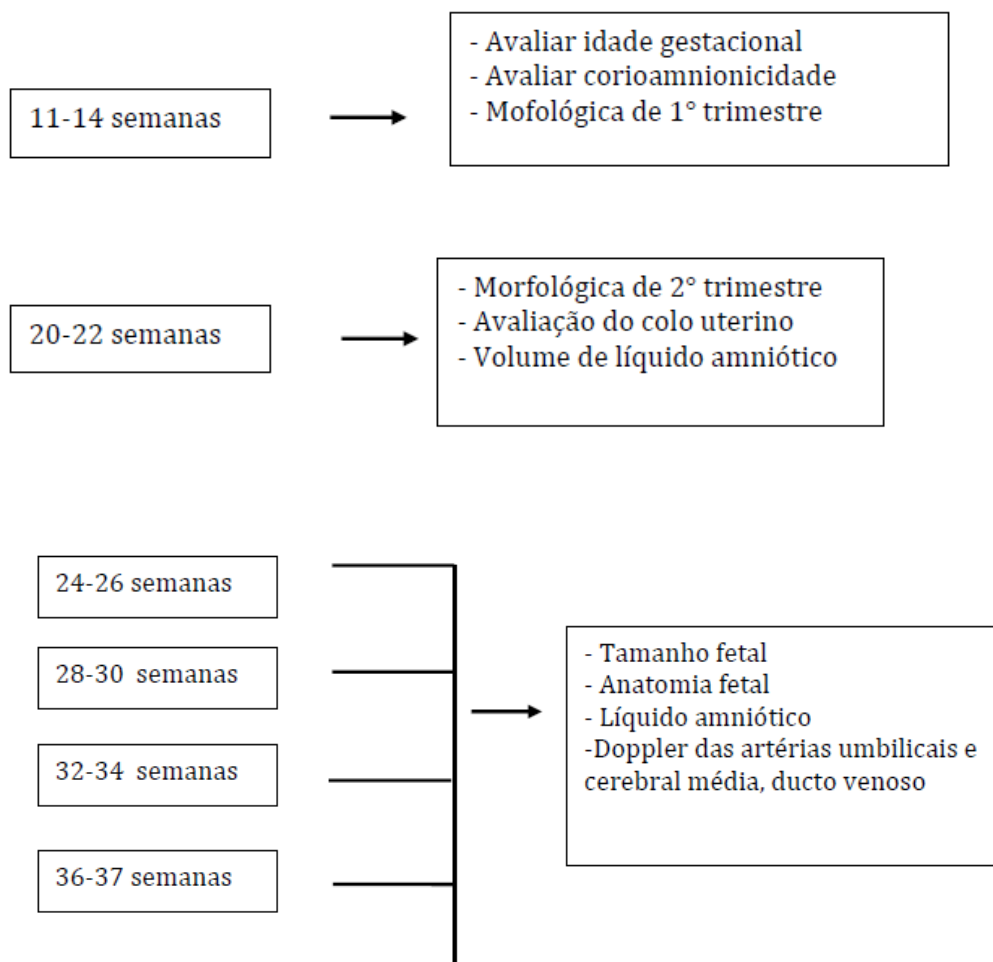 11-14 semanas
- Avaliar idade gestacional
- Avaliar corioamnionicidade
- Mofológica de 1° trimestre
20-22 semanas
- Morfológica de 2° trimestre
- Avaliação do colo uterino
- Volume de líquido amniótico
24-26 semanas
28-30 semanas
32-34 semanas
36-37 semanas
- Tamanho fetal
- Anatomia fetal
- Líquido amniótico
-Doppler das artérias umbilicais e
cerebral média, ducto venoso